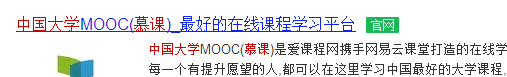 中国大学MOOC(慕课)_最好的在线课程学习平台 官网
中国大学MOOC(慕课)是爱课程网携手网易云课堂打造的在线学
每一个有提升愿望的人,都可以在这里学习中国最好的大学课程,